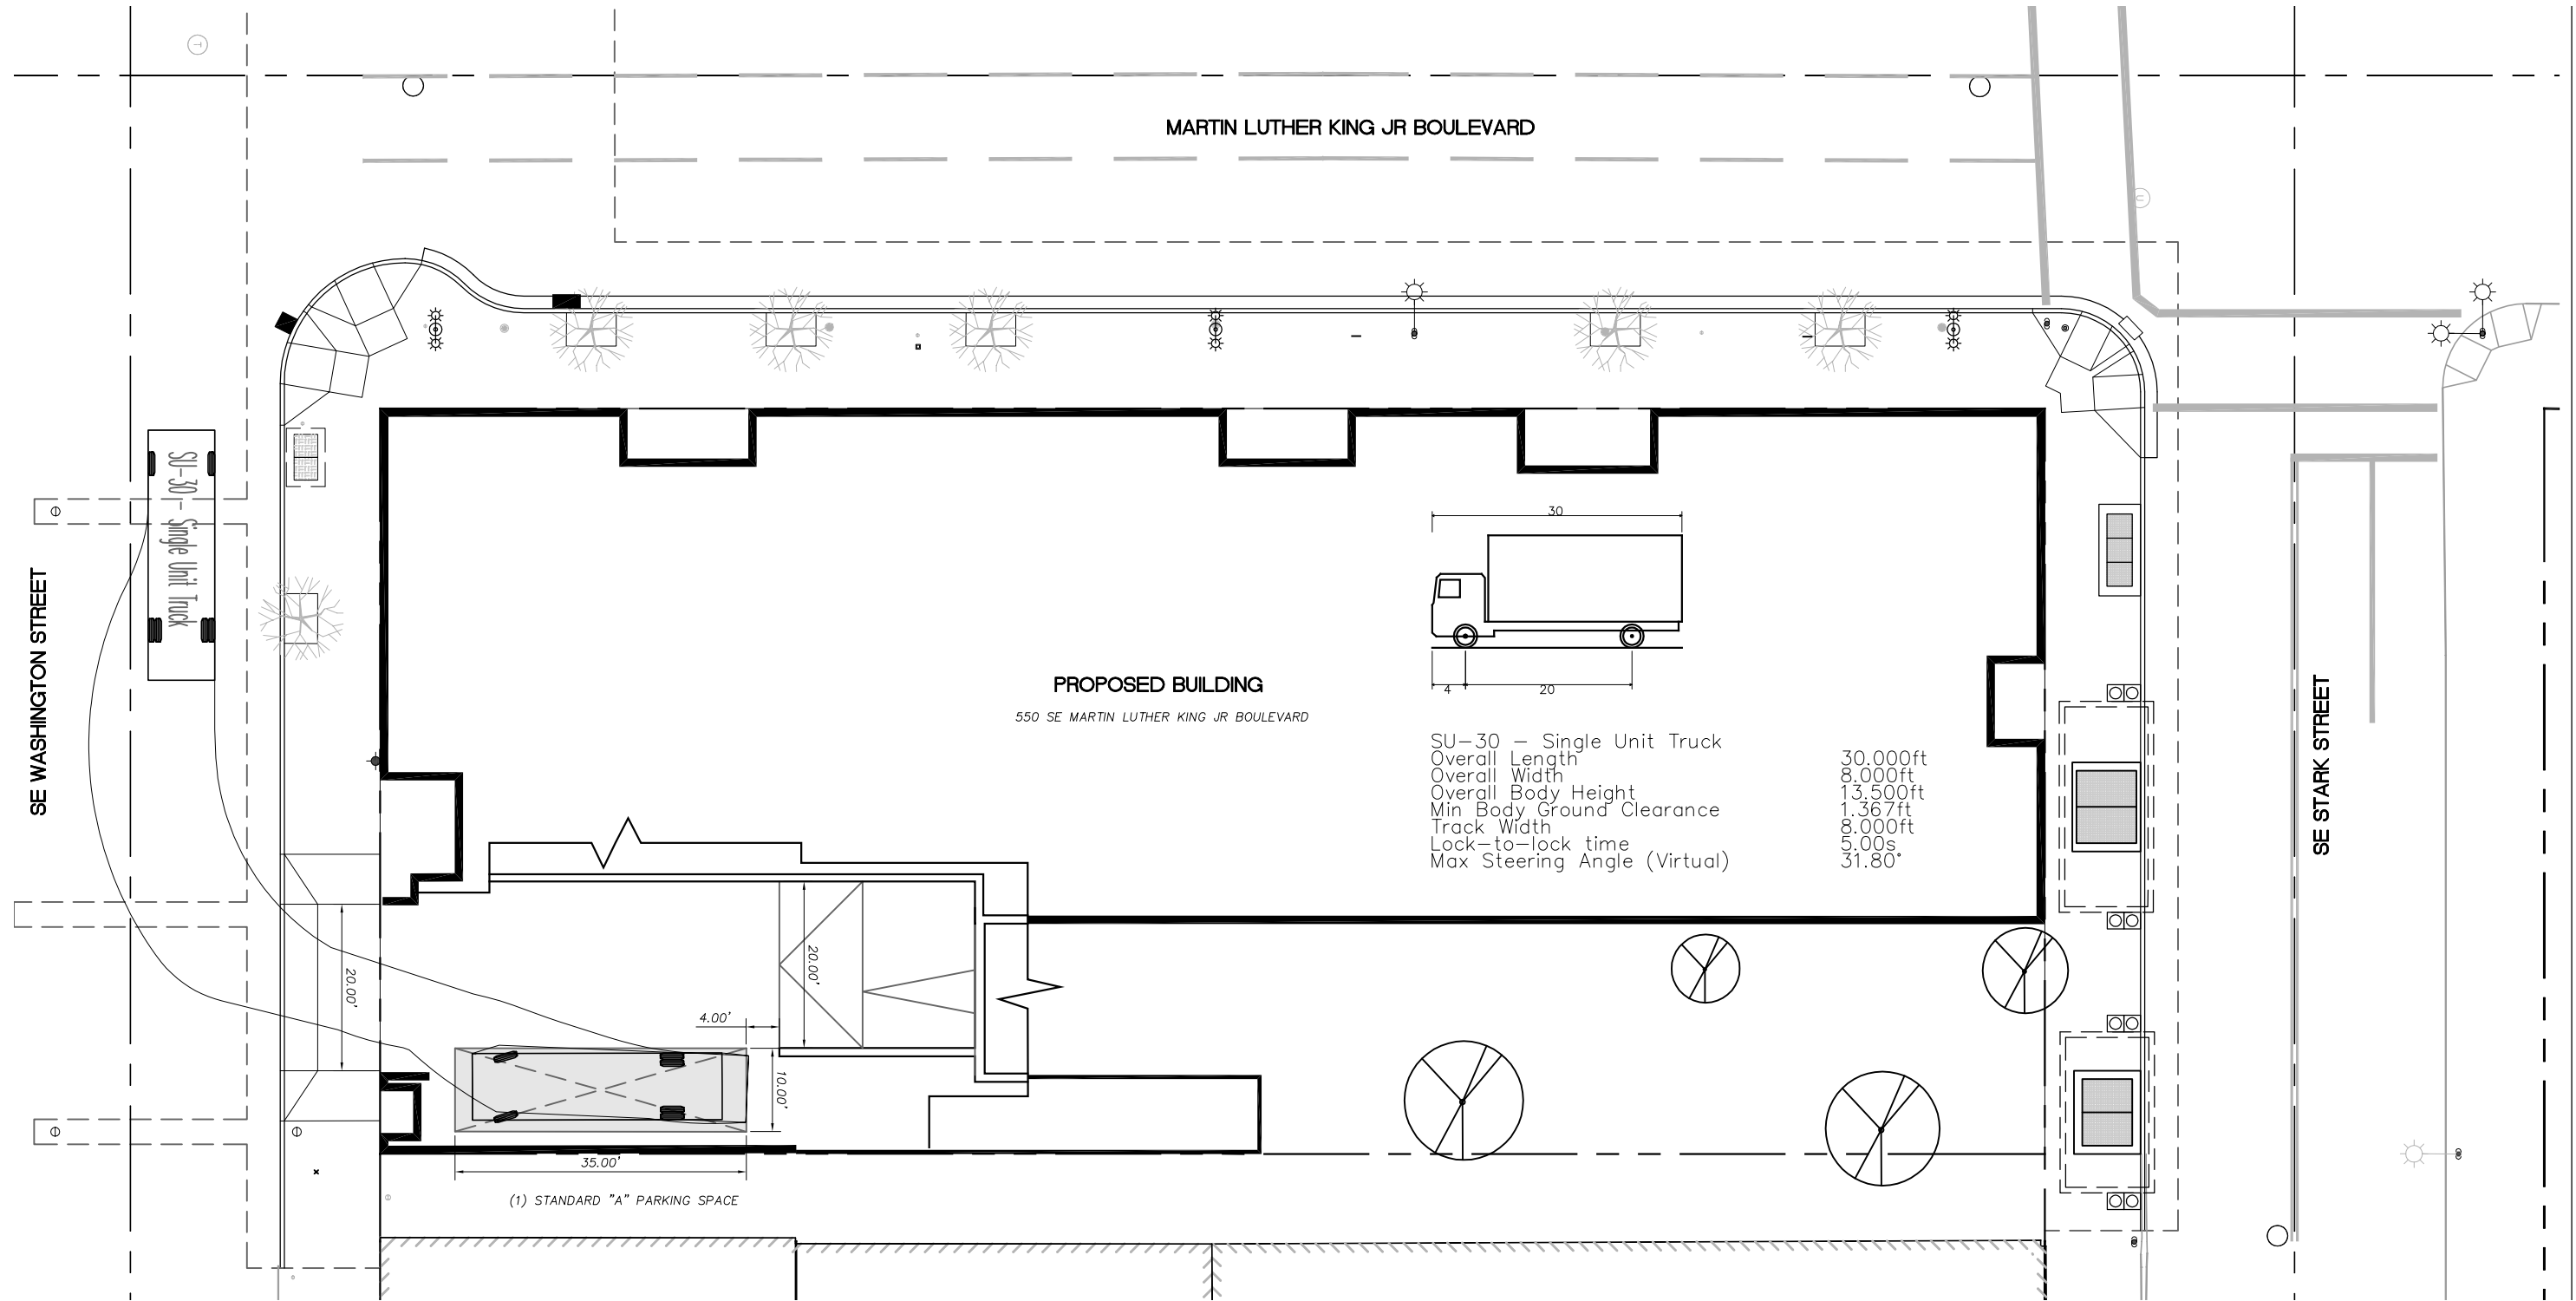 T
MARTIN LUTHER KING JR BOULEVARD
U
SU-30 - Single Unit Truck
SE WASHINGTON STREET
30
4
20
PROPOSED BUILDING
550 SE MARTIN LUTHER KING JR BOULEVARD
SU-30 - Single Unit Truck
Overall Length 30.000ft
Overall Width 8.000ft
Overall Body Height 13.500ft
Min Body Ground Clearance 1.367ft
Track Width 8.000ft
Lock-to-lock time 5.00s
Max Steering Angle (Virtual) 31.80°
SE STARK STREET
20.00'
20.00'
4.00'
10.00'
35.00'
(1) STANDARD "A" PARKING SPACE